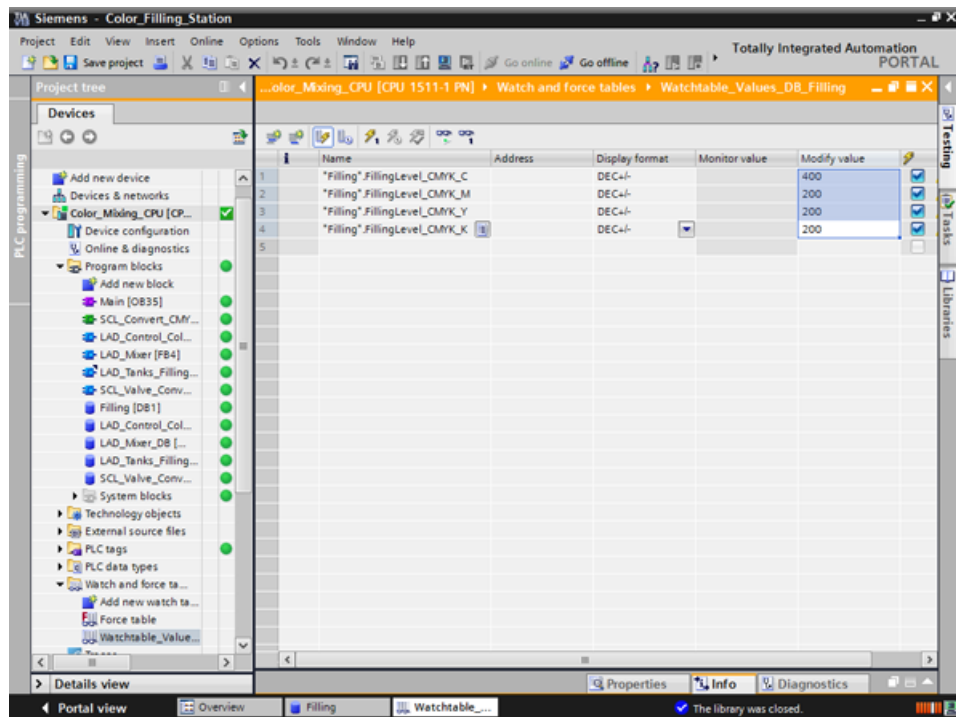 Siemens - Color_Filling_Station
Project Edit View Insert Online Options Tools Window Help
Save project Go online Go offline
Totally Integrated Automation
PORTAL
Project tree
...olor_Mixing_CPU [CPU 1511-1 PN] Watch and force tables Watchtable_Values_DB_Filling
Devices
i Name Address Display format Monitor value Modify value
1 "Filling".FillingLevel_CMYK_C DEC+/- 400
2 "Filling".FillingLevel_CMYK_M DEC+/- 200
3 "Filling".FillingLevel_CMYK_Y DEC+/- 200
4 "Filling".FillingLevel_CMYK_K DEC+/- 200
5
Add new device
Devices & networks
Color_Mixing_CPU [CP...
Device configuration
Online & diagnostics
Program blocks
Add new block
Main [OB35]
SCL_Convert_CMY...
LAD_Control_Col...
LAD_Mixer [FB4]
LAD_Tanks_Filling...
SCL_Valve_Conv...
Filling [DB1]
LAD_Control_Col...
LAD_Mixer_DB [...
LAD_Tanks_Filling...
SCL_Valve_Conv...
System blocks
Technology objects
External source files
PLC tags
PLC data types
Watch and force ta...
Add new watch ta...
Force table
Watchtable_Value...
PLC programming
Testing
Tasks
Libraries
Properties Info Diagnostics
Details view
Portal view Overview Filling Watchtable_... The library was closed.